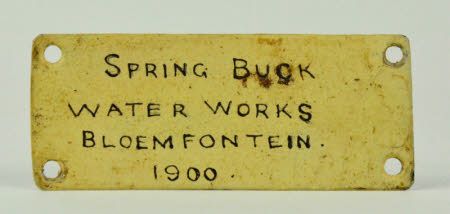 SPRING BUCK
WATER WORKS
BLOEMFONTEIN.
1900.